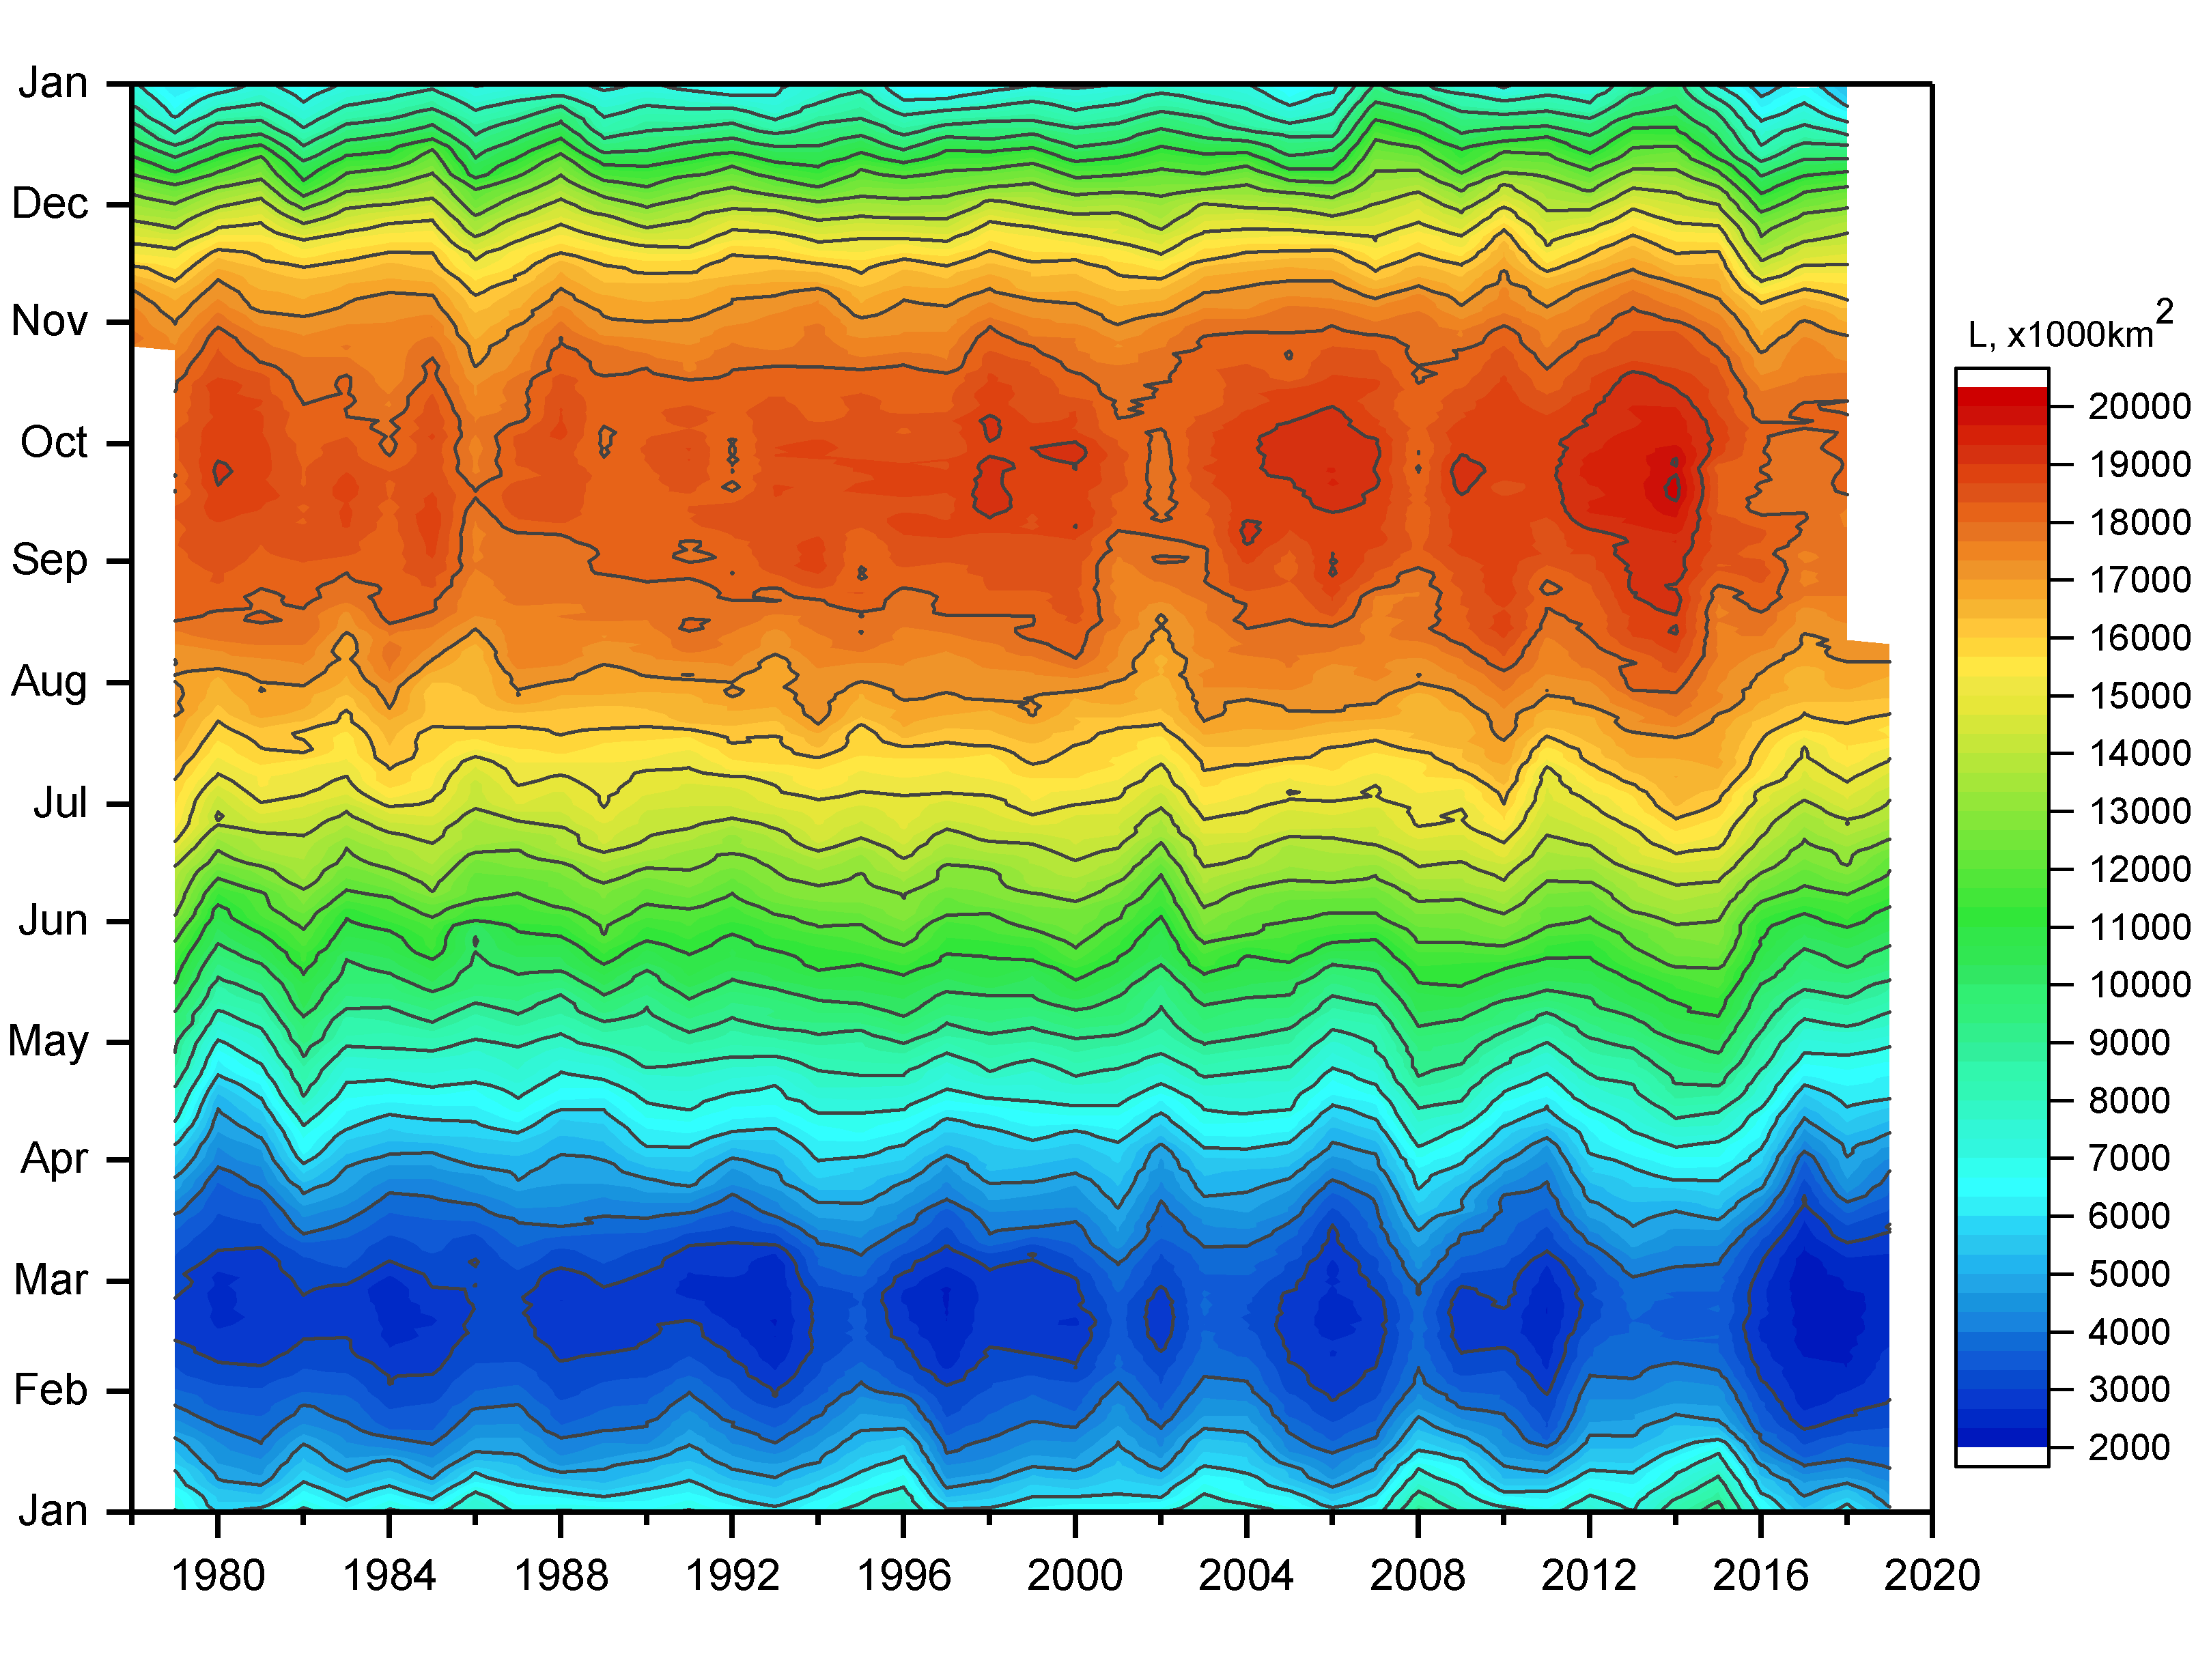 Jan
Dec
Nov
Oct
Sep
Aug
Jul
Jun
May
Apr
Mar
Feb
Jan
1980 1984 1988 1992 1996 2000 2004 2008 2012 2016 2020
L, x1000km²
20000
19000
18000
17000
16000
15000
14000
13000
12000
11000
10000
9000
8000
7000
6000
5000
4000
3000
2000